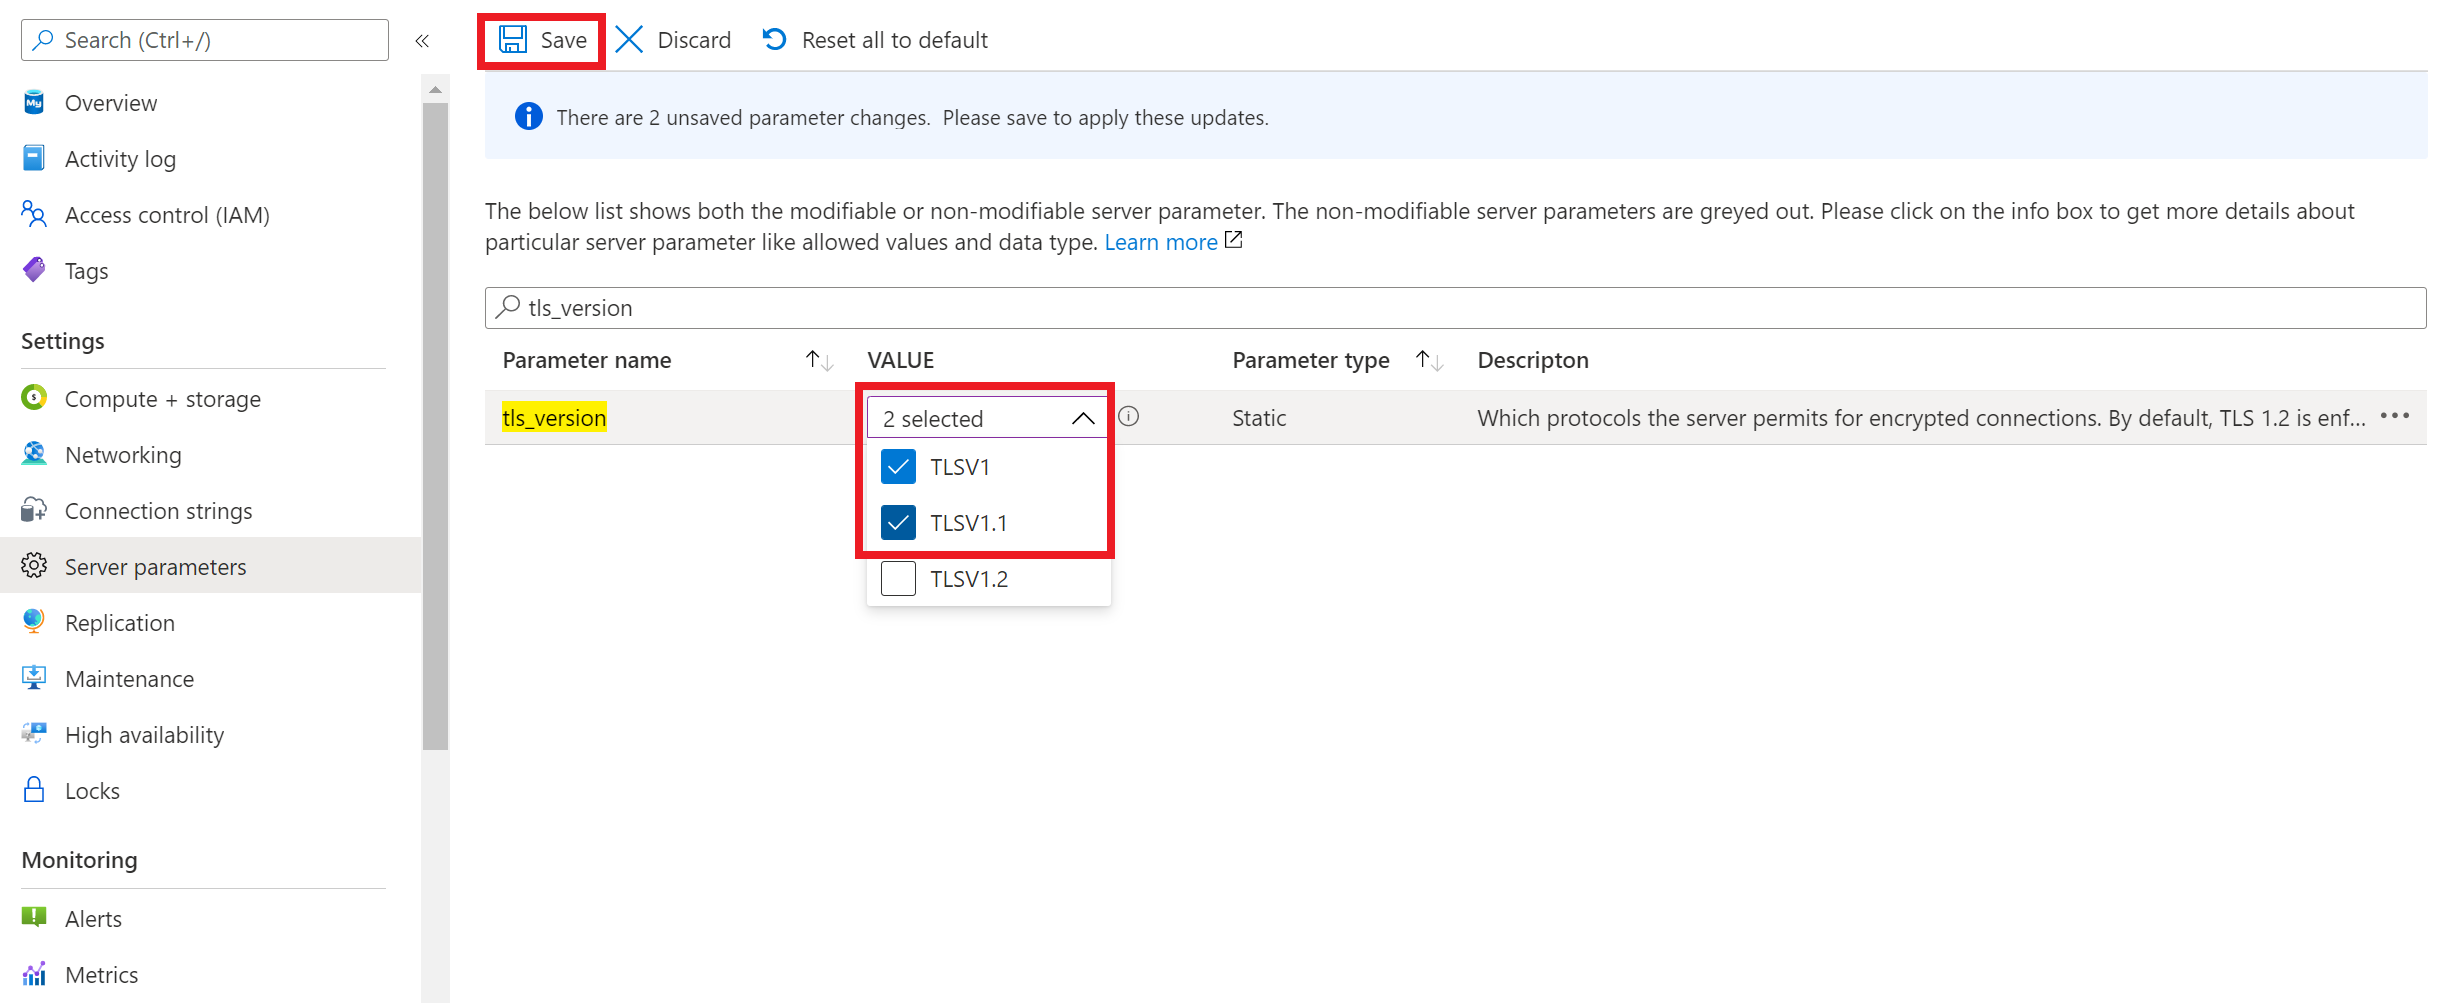 Search (Ctrl+/)
«
Overview
Activity log
Access control (IAM)
Tags
Settings
Compute + storage
Networking
Connection strings
Server parameters
Replication
Maintenance
High availability
Locks
Monitoring
Alerts
Metrics
Save
Discard
Reset all to default
There are 2 unsaved parameter changes. Please save to apply these updates.
The below list shows both the modifiable or non-modifiable server parameter. The non-modifiable server parameters are greyed out. Please click on the info box to get more details about
particular server parameter like allowed values and data type. Learn more
tls_version
Parameter name ↑↓ VALUE Parameter type ↑↓ Descripton
tls_version 2 selected Static Which protocols the server permits for encrypted connections. By default, TLS 1.2 is enf... •••
TLSV1
TLSV1.1
TLSV1.2